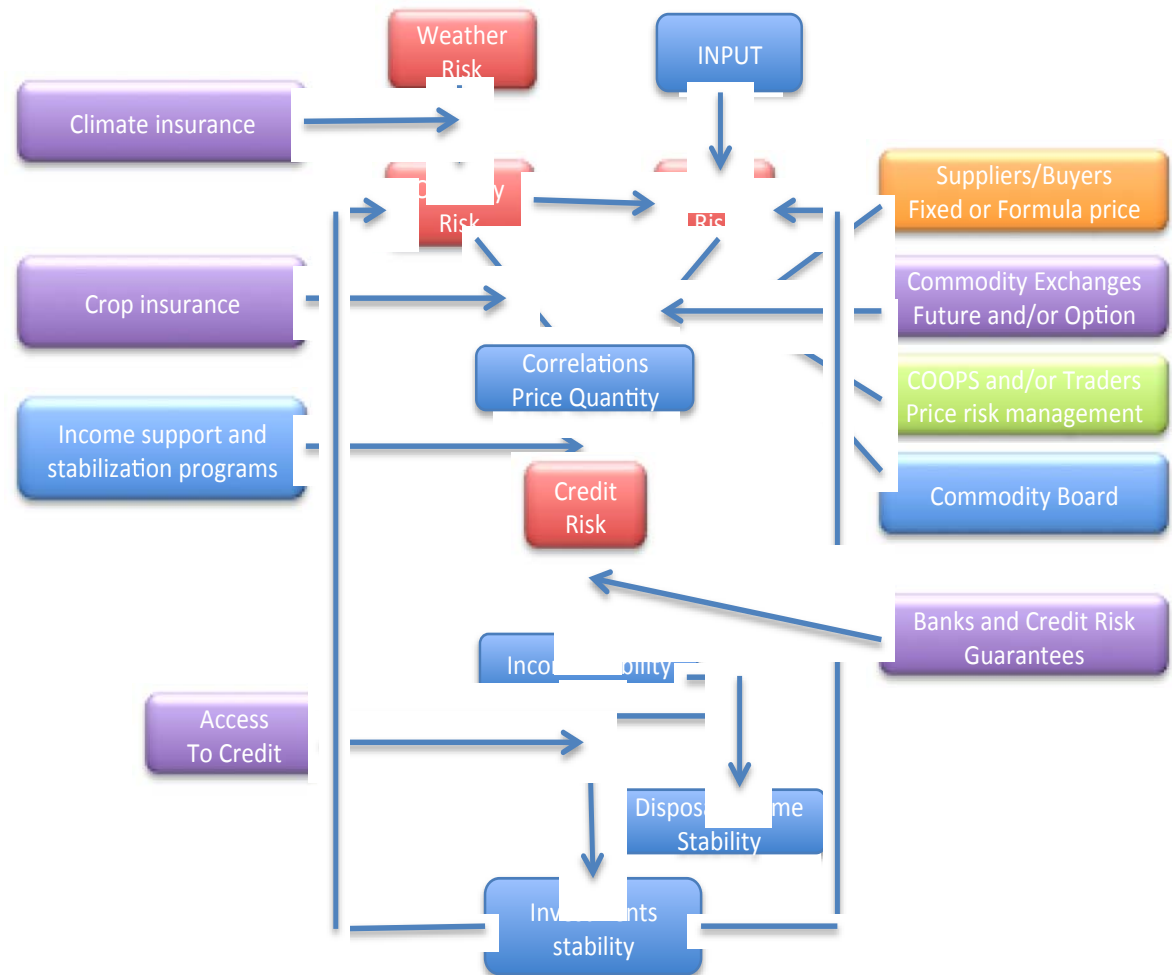 Weather
Risk
INPUT
Climate insurance
Risk
Suppliers/Buyers
Fixed or Formula price
Crop insurance
Commodity Exchanges
Future and/or Option
Correlations
Price Quantity
COOPS and/or Traders
Price risk management
Income support and
stabilization programs
Commodity Board
Credit
Risk
Banks and Credit Risk
Guarantees
Access
To Credit
Stability
stability